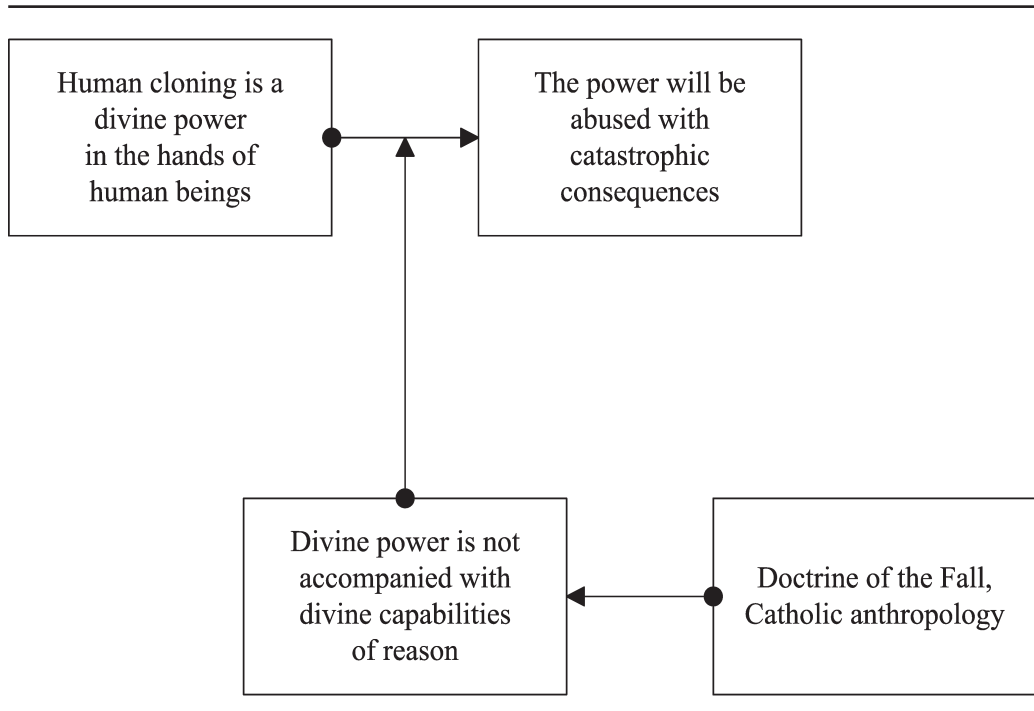 Human cloning is a
divine power
in the hands of
human beings
The power will be
abused with
catastrophic
consequences
Divine power is not
accompanied with
divine capabilities
of reason
Doctrine of the Fall,
Catholic anthropology